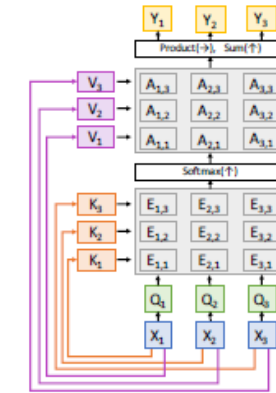 Y₁ Y₂ Y₃
Product(→), Sum(↑)
V₃ A₁,₃ A₂,₃ A₃,₃
V₂ A₁,₂ A₂,₂ A₃,₂
V₁ A₁,₁ A₂,₁ A₃,₁
Softmax(↑)
K₃ E₁,₃ E₂,₃ E₃,₃
K₂ E₁,₂ E₂,₂ E₃,₂
K₁ E₁,₁ E₂,₁ E₃,₁
Q₁ Q₂ Q₃
X₁ X₂ X₃